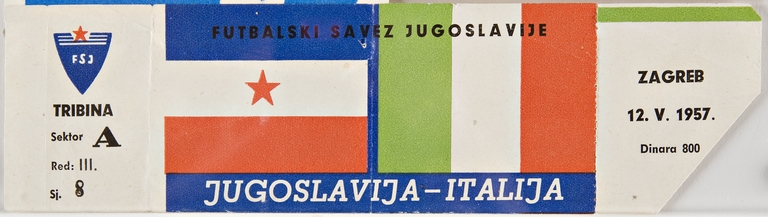 FUTBALSKI SAVEZ JUGOSLAVIJE
FSJ
TRIBINA
Sektor A
Red: III.
Sj. 8
JUGOSLAVIJA – ITALIJA
ZAGREB
12. V. 1957.
Dinara 800